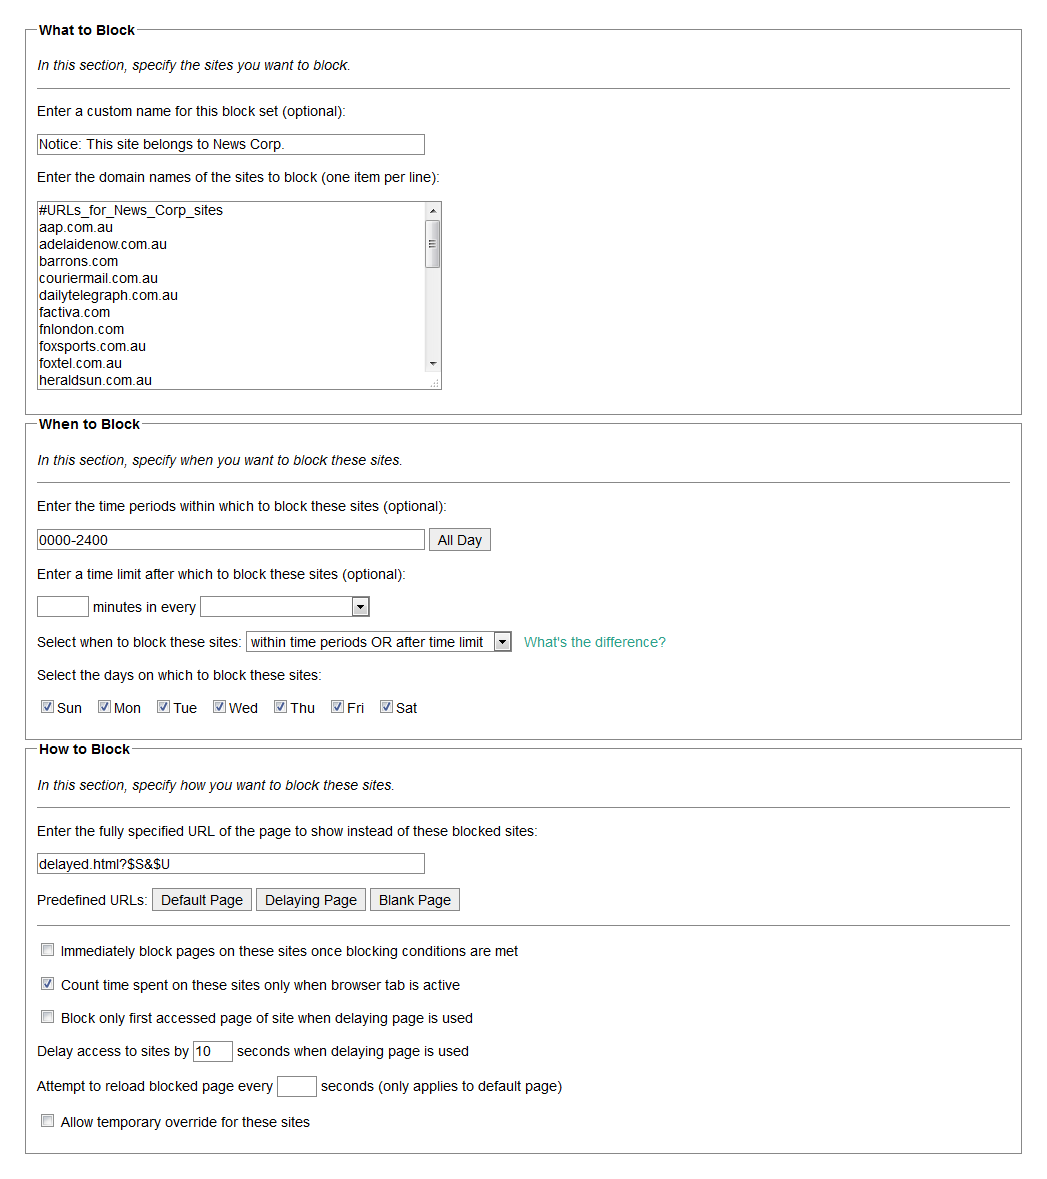 What to Block
In this section, specify the sites you want to block.
Enter a custom name for this block set (optional):
Notice: This site belongs to News Corp.
Enter the domain names of the sites to block (one item per line):
#URLs_for_News_Corp_sites
aap.com.au
adelaidenow.com.au
barrons.com
couriermail.com.au
dailytelegraph.com.au
factiva.com
fnlondon.com
foxsports.com.au
foxtel.com.au
heraldsun.com.au
When to Block
In this section, specify when you want to block these sites.
Enter the time periods within which to block these sites (optional):
0000-2400 All Day
Enter a time limit after which to block these sites (optional):
minutes in every
Select when to block these sites: within time periods OR after time limit What's the difference?
Select the days on which to block these sites:
Sun Mon Tue Wed Thu Fri Sat
How to Block
In this section, specify how you want to block these sites.
Enter the fully specified URL of the page to show instead of these blocked sites:
delayed.html?$S&$U
Predefined URLs: Default Page Delaying Page Blank Page
Immediately block pages on these sites once blocking conditions are met
Count time spent on these sites only when browser tab is active
Block only first accessed page of site when delaying page is used
Delay access to sites by 10 seconds when delaying page is used
Attempt to reload blocked page every seconds (only applies to default page)
Allow temporary override for these sites